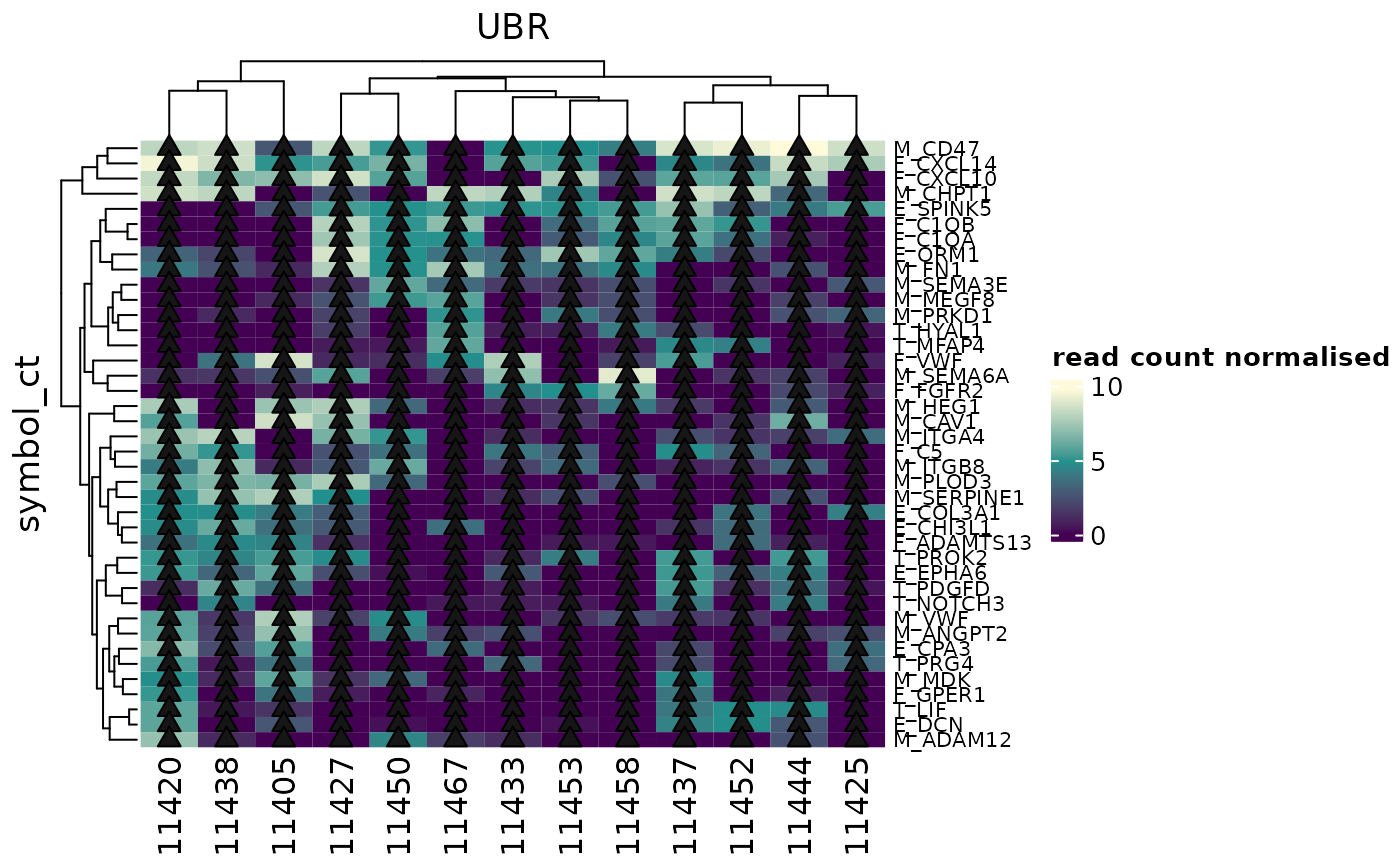 UBR
M_CD47
F_CXCL14
F_CXCL10
M_CHPT1
E_SPINK5
F_C1QB
F_C1QA
E_ORM1
M_FN1
M_SEMA3E
M_MEGF8
M_PRKD1
T_HYAL1
T_MFAP4
F_VWF
M_SEMA6A
F_FGFR2
M_HEG1
M_CAV1
M_ITGA4
F_C5
M_ITGB8
M_PLOD3
M_SERPINE1
E_COL3A1
E_CHI3L1
E_ADAMTS13
T_PROK2
E_EPHA6
T_PDGFD
T_NOTCH3
M_VWF
M_ANGPT2
E_CPA3
T_PRG4
M_MDK
F_GPER1
T_LIF
E_DCN
M_ADAM12
symbol_ct
11420
11438
11405
11427
11450
11467
11433
11453
11458
11437
11452
11444
11425
read count normalised
10
5
0